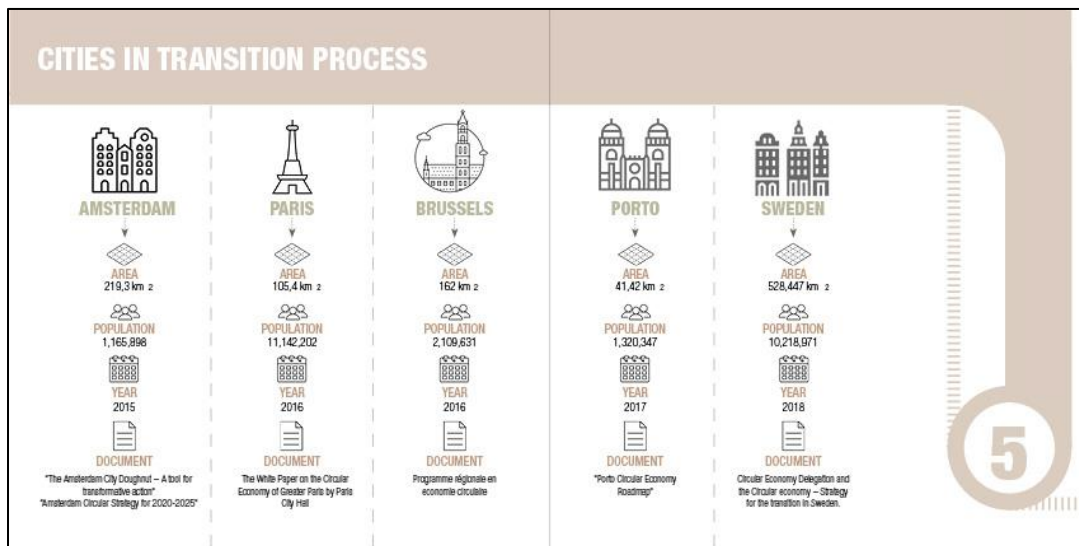 CITIES IN TRANSITION PROCESS
AMSTERDAM
AREA
219,3 km 2
POPULATION
1,165,898
YEAR
2015
DOCUMENT
"The Amsterdam City Doughnut – A tool for
transformative action"
"Amsterdam Circular Strategy for 2020-2025"
PARIS
AREA
105,4 km 2
POPULATION
11,142,202
YEAR
2016
DOCUMENT
The White Paper on the Circular
Economy of Greater Paris by Paris
City Hall
BRUSSELS
AREA
162 km 2
POPULATION
2,109,631
YEAR
2016
DOCUMENT
Programme régionale en
economie circulaire
PORTO
AREA
41,42 km 2
POPULATION
1,320,347
YEAR
2017
DOCUMENT
"Porto Circular Economy
Roadmap"
SWEDEN
AREA
528,447 km 2
POPULATION
10,218,971
YEAR
2018
DOCUMENT
Circular Economy Delegation and
the Circular economy – Strategy
for the transition in Sweden.
5